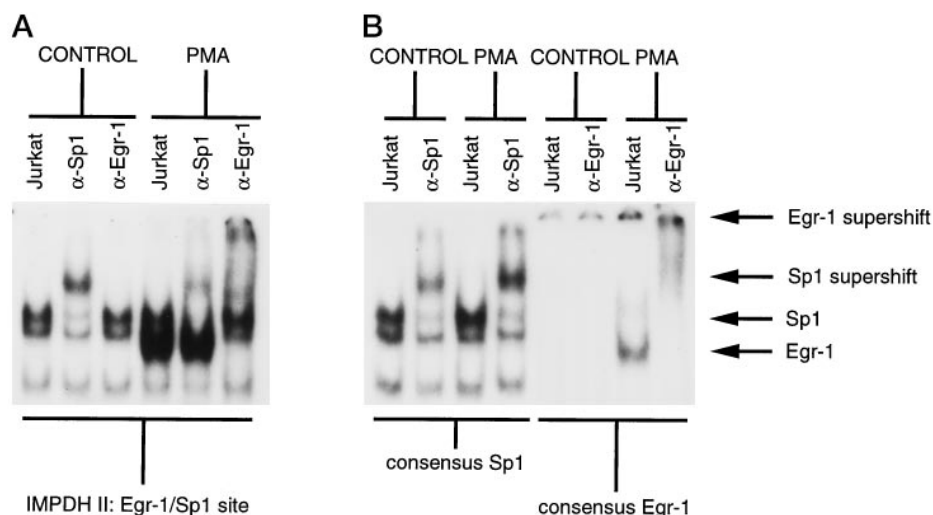 A
CONTROL PMA
Jurkat α-Sp1 α-Egr-1 Jurkat α-Sp1 α-Egr-1
IMPDH II: Egr-1/Sp1 site
B
CONTROL PMA CONTROL PMA
Jurkat α-Sp1 Jurkat α-Sp1 Jurkat α-Egr-1 Jurkat α-Egr-1
Egr-1 supershift
Sp1 supershift
Sp1
Egr-1
consensus Sp1
consensus Egr-1